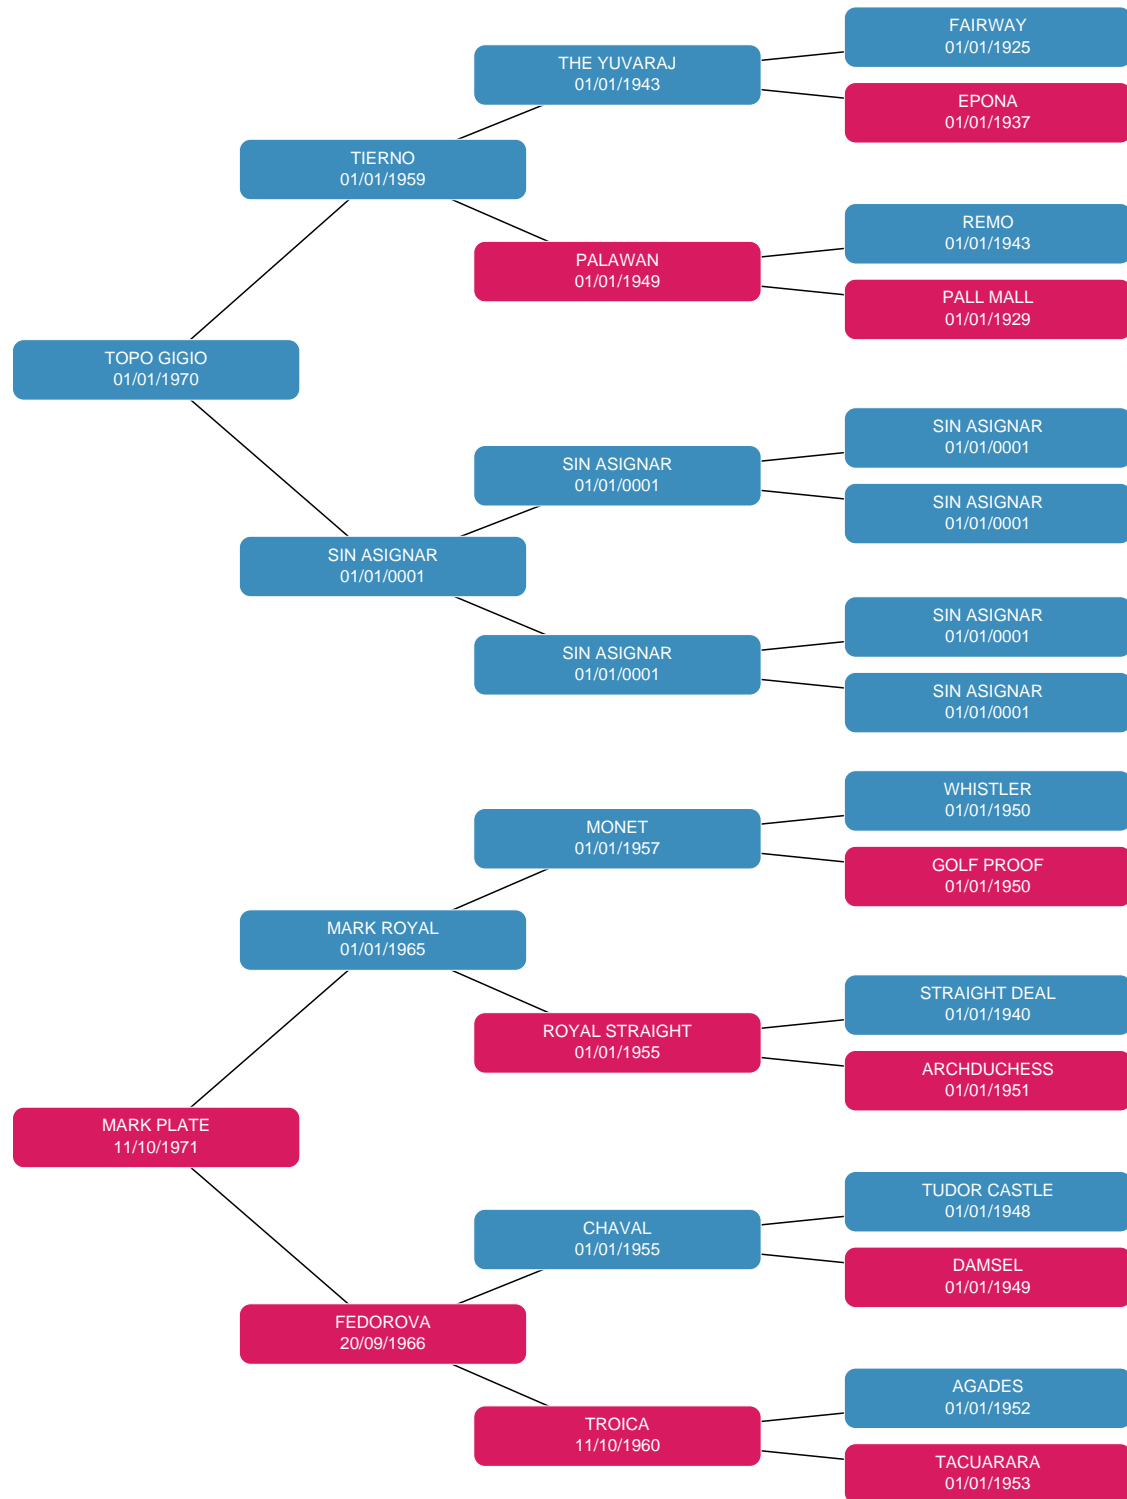 FAIRWAY
01/01/1925
THE YUVARAJ
01/01/1943
EPONA
01/01/1937
TIERNO
01/01/1959
REMO
01/01/1943
PALAWAN
01/01/1949
PALL MALL
01/01/1929
TOPO GIGIO
01/01/1970
SIN ASIGNAR
01/01/0001
SIN ASIGNAR
01/01/0001
SIN ASIGNAR
01/01/0001
SIN ASIGNAR
01/01/0001
SIN ASIGNAR
01/01/0001
SIN ASIGNAR
01/01/0001
SIN ASIGNAR
01/01/0001
WHISTLER
01/01/1950
MONET
01/01/1957
GOLF PROOF
01/01/1950
MARK ROYAL
01/01/1965
STRAIGHT DEAL
01/01/1940
ROYAL STRAIGHT
01/01/1955
ARCHDUCHESS
01/01/1951
MARK PLATE
11/10/1971
TUDOR CASTLE
01/01/1948
CHAVAL
01/01/1955
DAMSEL
01/01/1949
FEDOROVA
20/09/1966
AGADES
01/01/1952
TROICA
11/10/1960
TACUARARA
01/01/1953